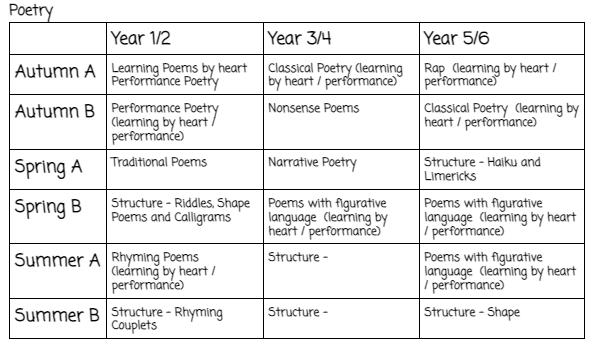 Poetry
Year 1/2 Year 3/4 Year 5/6
Autumn A
Learning Poems by heart
Performance Poetry
Classical Poetry (learning
by heart / performance)
Rap (learning by heart /
performance)
Autumn B
Performance Poetry
(learning by heart /
performance)
Nonsense Poems
Classical Poetry (learning by
heart / performance)
Spring A
Traditional Poems
Narrative Poetry
Structure - Haiku and
Limericks
Spring B
Structure - Riddles, Shape
Poems and Calligrams
Poems with figurative
language (learning by
heart / performance)
Poems with figurative
language (learning by heart
/ performance)
Summer A
Rhyming Poems
(learning by heart /
performance)
Structure -
Poems with figurative
language (learning by heart
/ performance)
Summer B
Structure - Rhyming
Couplets
Structure -
Structure - Shape